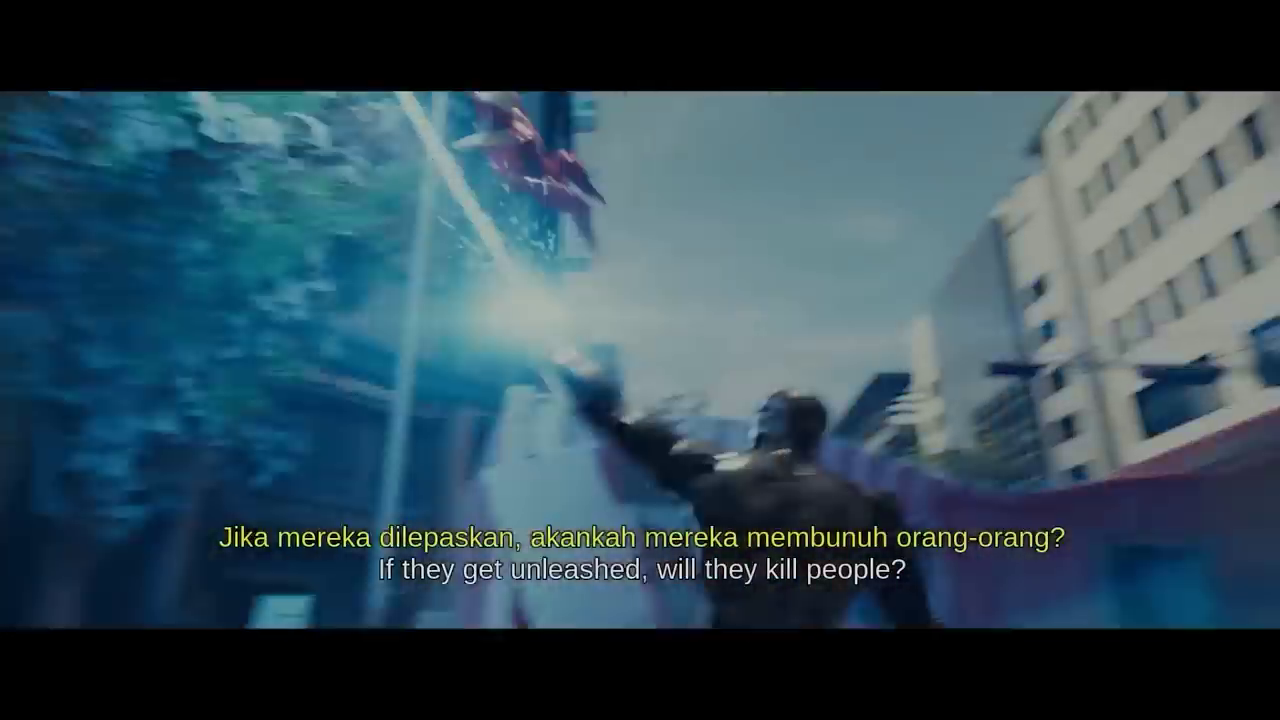 Jika mereka dilepaskan, akankah mereka membunuh orang-orang?
If they get unleashed, will they kill people?